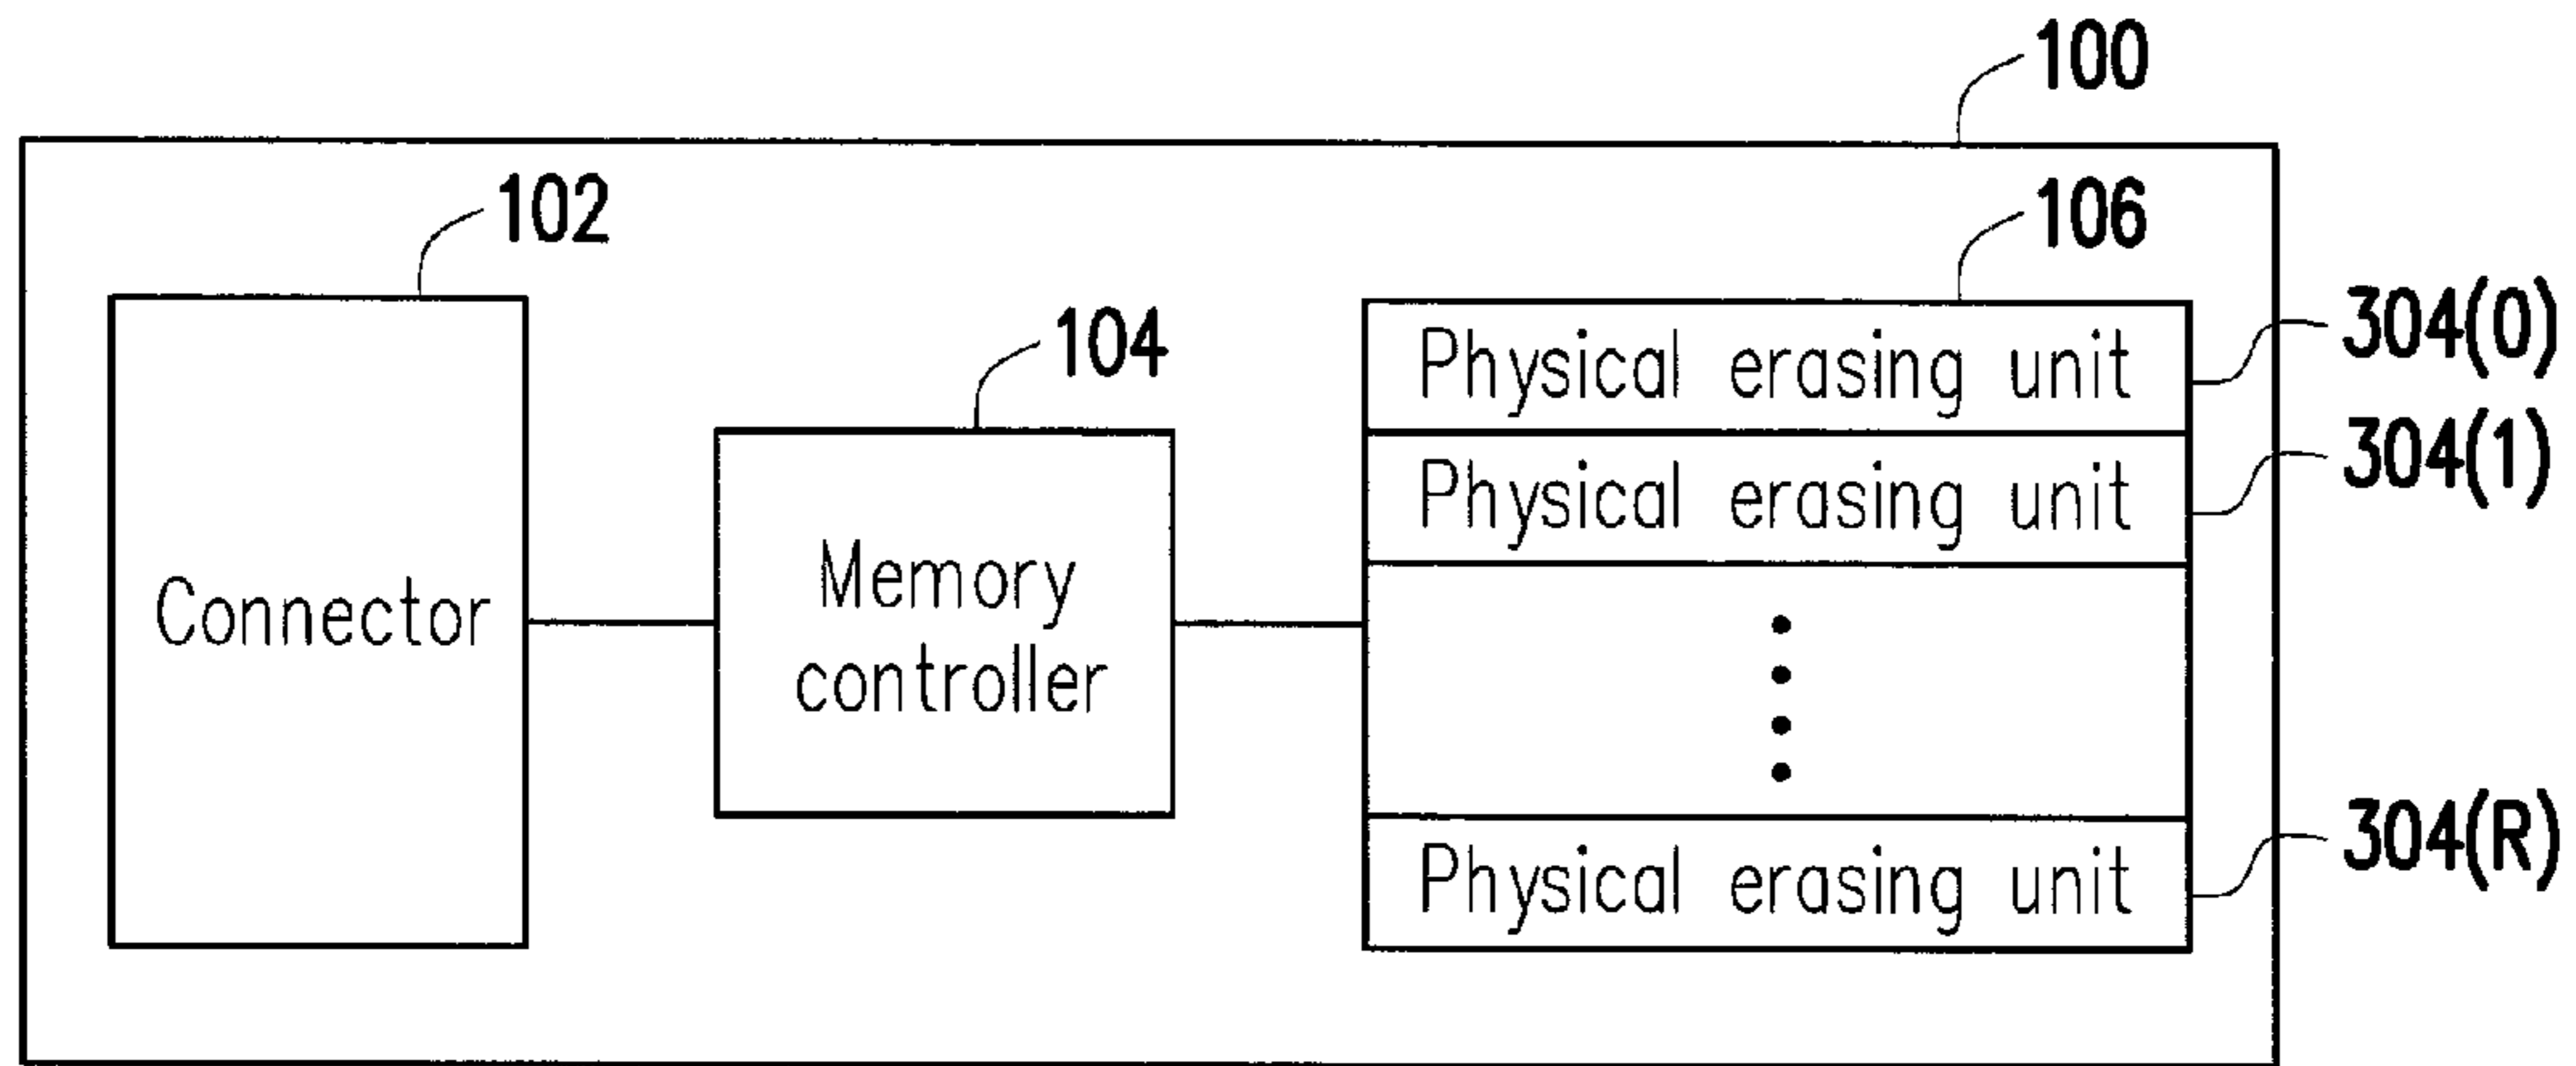 100
102
106
104
304(0)
Physical erasing unit
304(1)
Physical erasing unit
Connector
Memory
controller
304(R)
Physical erasing unit